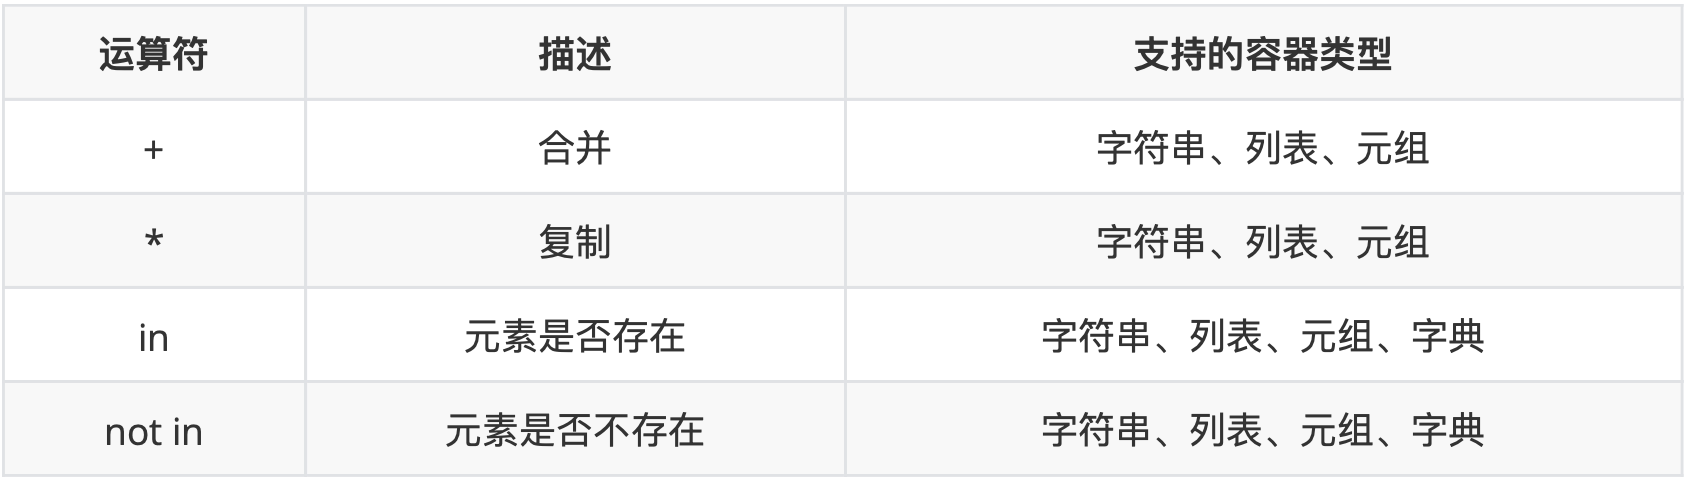 运算符 描述 支持的容器类型
+ 合并 字符串、列表、元组
* 复制 字符串、列表、元组
in 元素是否存在 字符串、列表、元组、字典
not in 元素是否不存在 字符串、列表、元组、字典